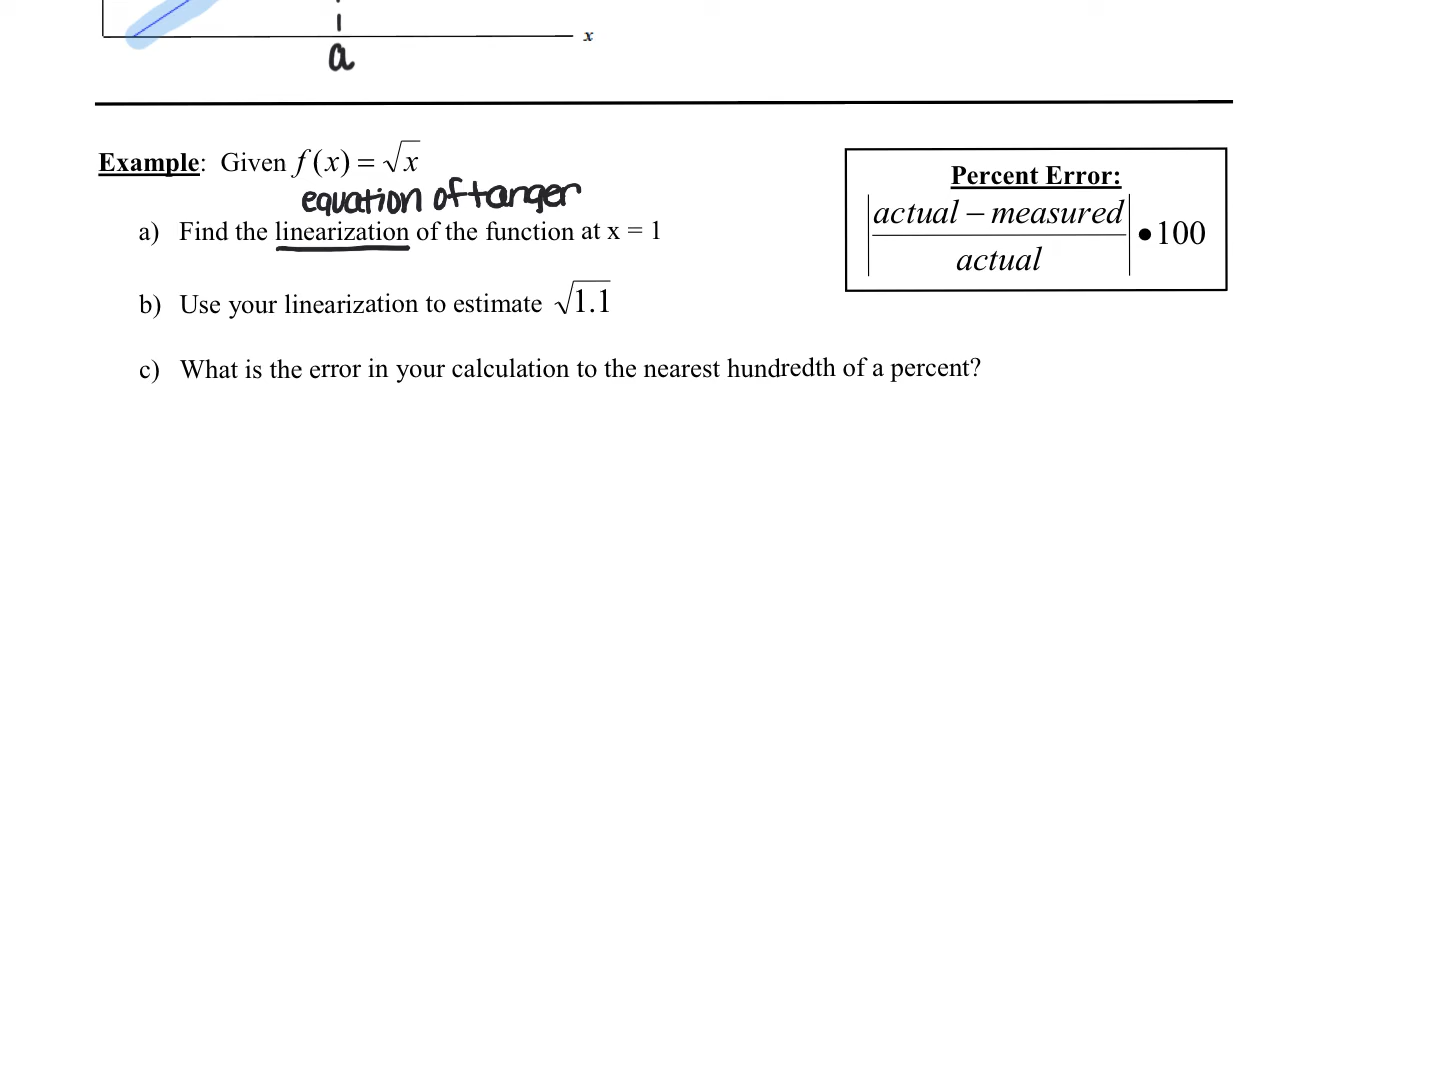 x
a
Example: Given f(x) = √x
equation of tanger
a) Find the linearization of the function at x = 1
b) Use your linearization to estimate √1.1
c) What is the error in your calculation to the nearest hundredth of a percent?
Percent Error:
|actual – measured
actual| •100